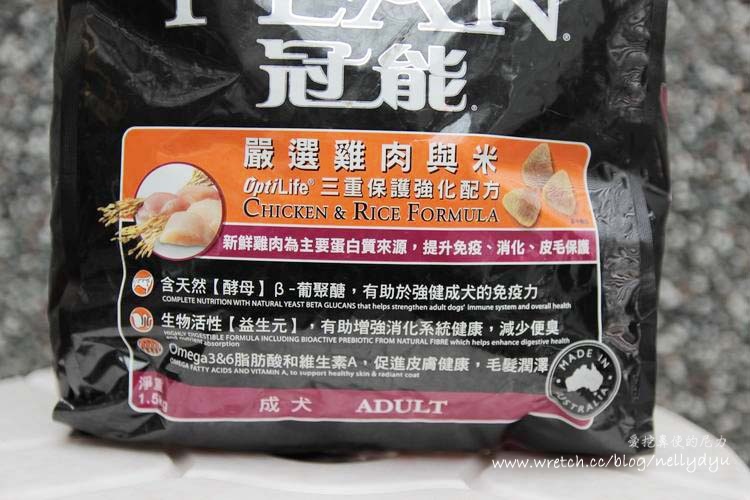 PLAN®
冠能®
嚴選雞肉與米
OptiLife® 三重保護強化配方
CHICKEN & RICE FORMULA
新鮮雞肉為主要蛋白質來源，提升免疫、消化、皮毛保護
含天然【酵母】β-葡聚醣，有助於強健成犬的免疫力
COMPLETE NUTRITION WITH NATURAL YEAST BETA GLUCANS that helps strengthen adult dogs' immune system and overall health
生物活性【益生元】，有助增強消化系統健康，減少便臭
HIGHLY DIGESTIBLE FORMULA INCLUDING BIOACTIVE PREBIOTIC FROM NATURAL FIBRE which helps enhance digestive health
and nutrient absorption
Omega3&6脂肪酸和維生素A，促進皮膚健康，毛髮潤澤
OMEGA FATTY ACIDS AND VITAMIN A, to support healthy skin & radiant coat
MADE IN
AUSTRALIA
淨重
1.5kg
成犬 ADULT
愛挖鼻使的尼力
www.wretch.cc/blog/nellydyu